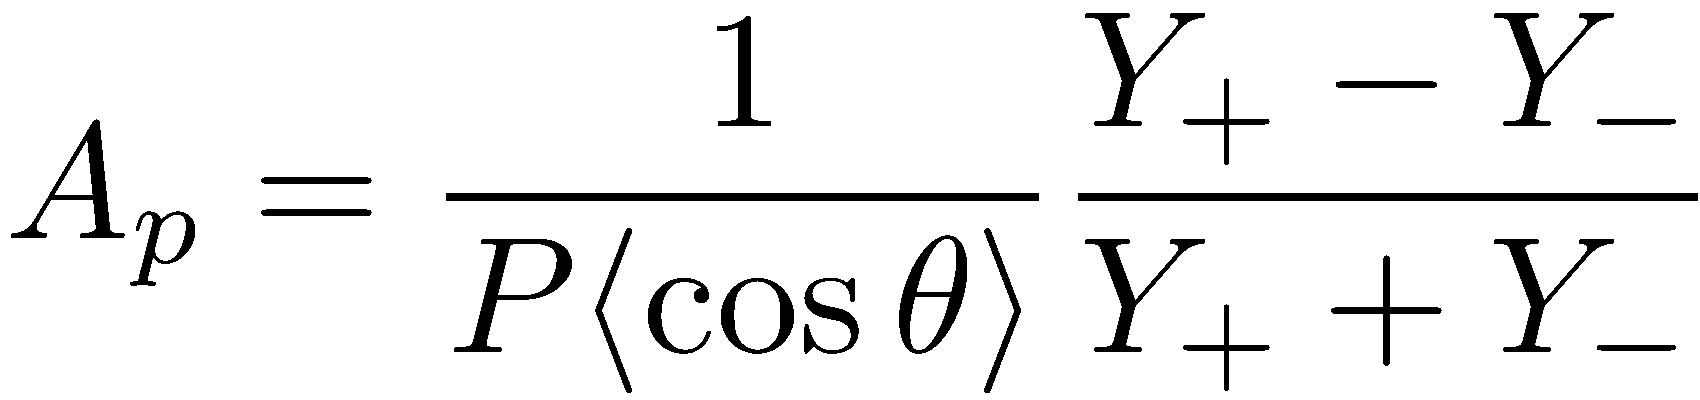 A_p = \frac{1}{P\langle\cos\theta\rangle} \frac{Y_+ - Y_-}{Y_+ + Y_-}